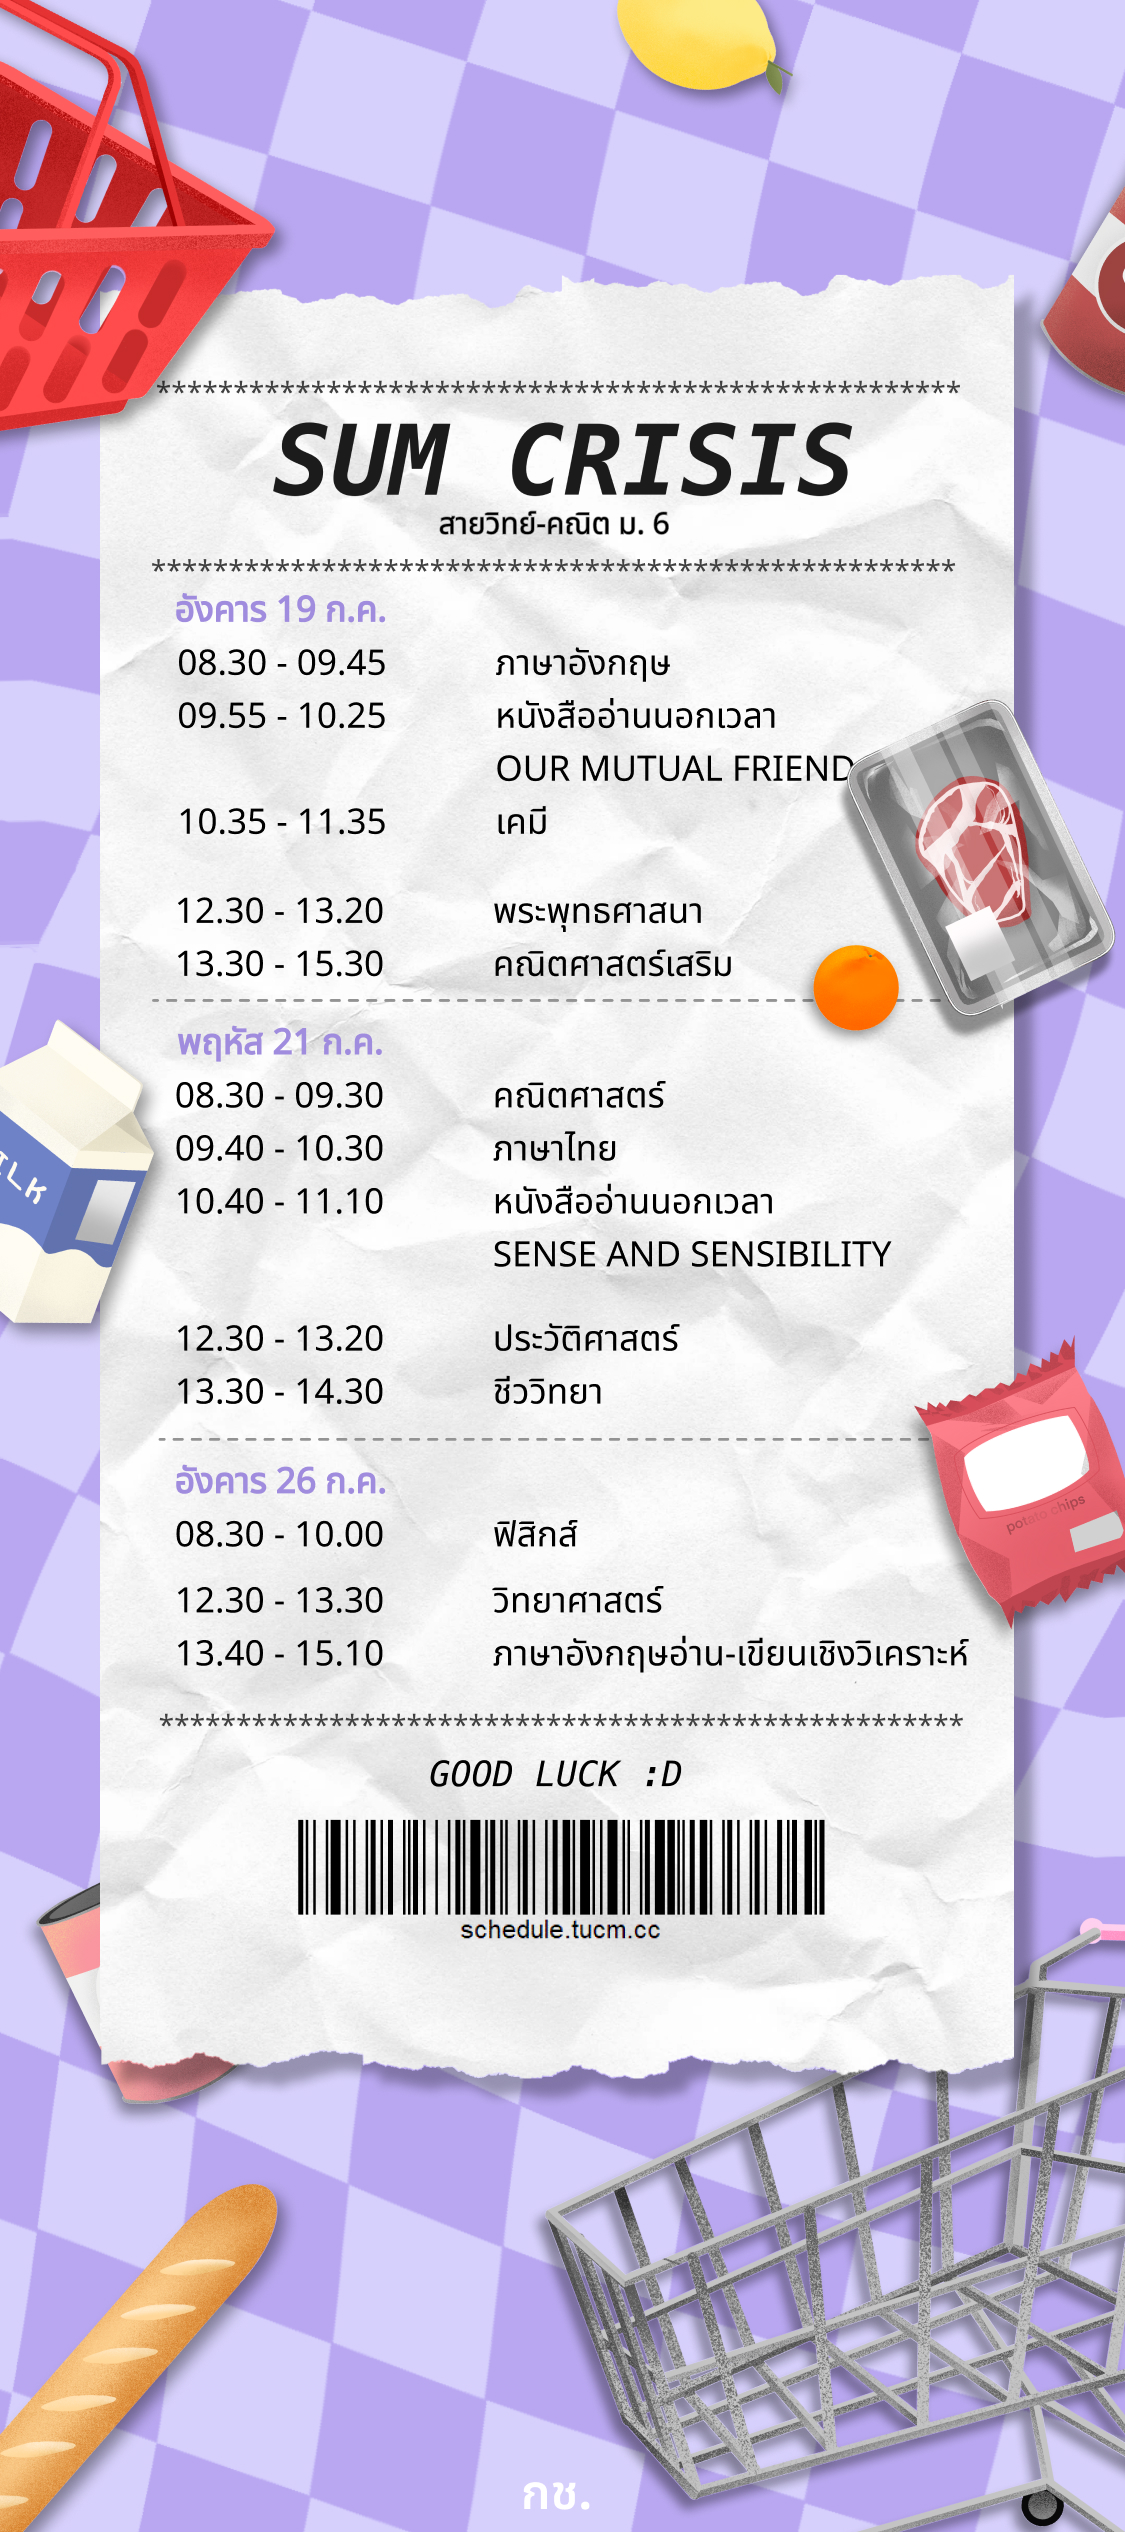 ****************************************************
SUM CRISIS
สายวิทย์-คณิต ม. 6
****************************************************
อังคาร 19 ก.ค.
08.30 - 09.45 ภาษาอังกฤษ
09.55 - 10.25 หนังสืออ่านนอกเวลา
OUR MUTUAL FRIEND
10.35 - 11.35 เคมี
12.30 - 13.20 พระพุทธศาสนา
13.30 - 15.30 คณิตศาสตร์เสริม
พฤหัส 21 ก.ค.
08.30 - 09.30 คณิตศาสตร์
09.40 - 10.30 ภาษาไทย
10.40 - 11.10 หนังสืออ่านนอกเวลา
SENSE AND SENSIBILITY
12.30 - 13.20 ประวัติศาสตร์
13.30 - 14.30 ชีววิทยา
อังคาร 26 ก.ค.
08.30 - 10.00 ฟิสิกส์
potato chips
12.30 - 13.30 วิทยาศาสตร์
13.40 - 15.10 ภาษาอังกฤษอ่าน-เขียนเชิงวิเคราะห์
****************************************************
GOOD LUCK :D
schedule.tucm.cc
กช.